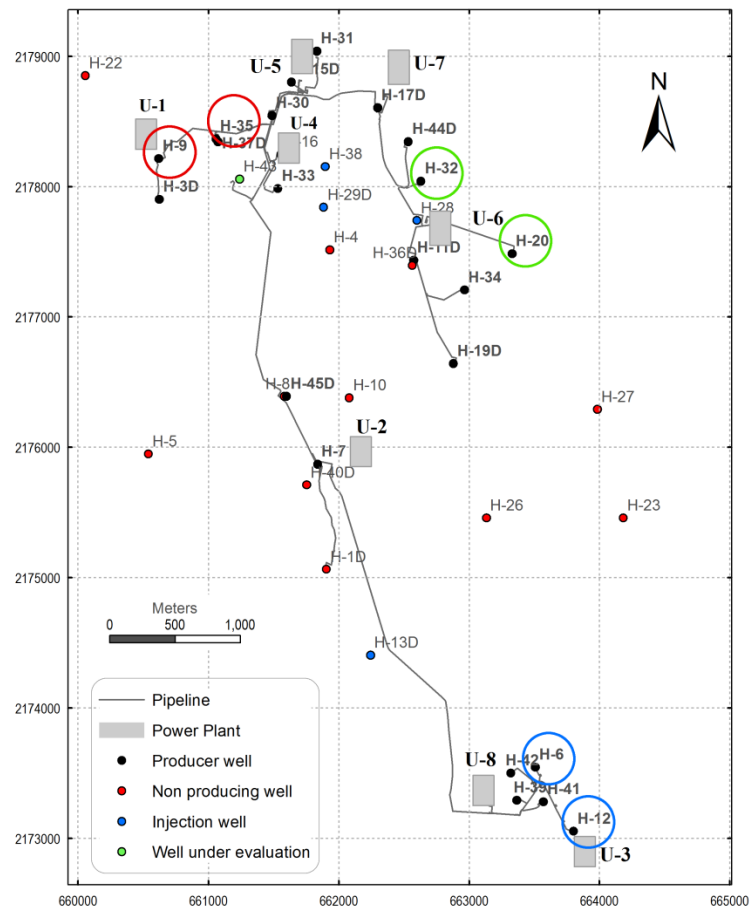 2179000
2178000
2177000
2176000
2175000
2174000
2173000
H-31
H-22
U-5
15D
U-7
N
H-30
H-17D
U-1
H-35
U-4
H-37D
16
H-44D
H-9
H-43
H-38
H-32
H-3D
H-33
H-29D
H-28
U-6
H-4
H-36D
H-11D
H-20
H-34
H-19D
H-8
H-45D
H-10
H-27
U-2
H-5
H-7
H-40D
H-26
H-23
H-1D
Meters
0 500 1,000
H-13D
Pipeline
Power Plant
Producer well
Non producing well
Injection well
Well under evaluation
U-8
H-42
H-6
H-39
H-41
H-12
U-3
660000 661000 662000 663000 664000 665000